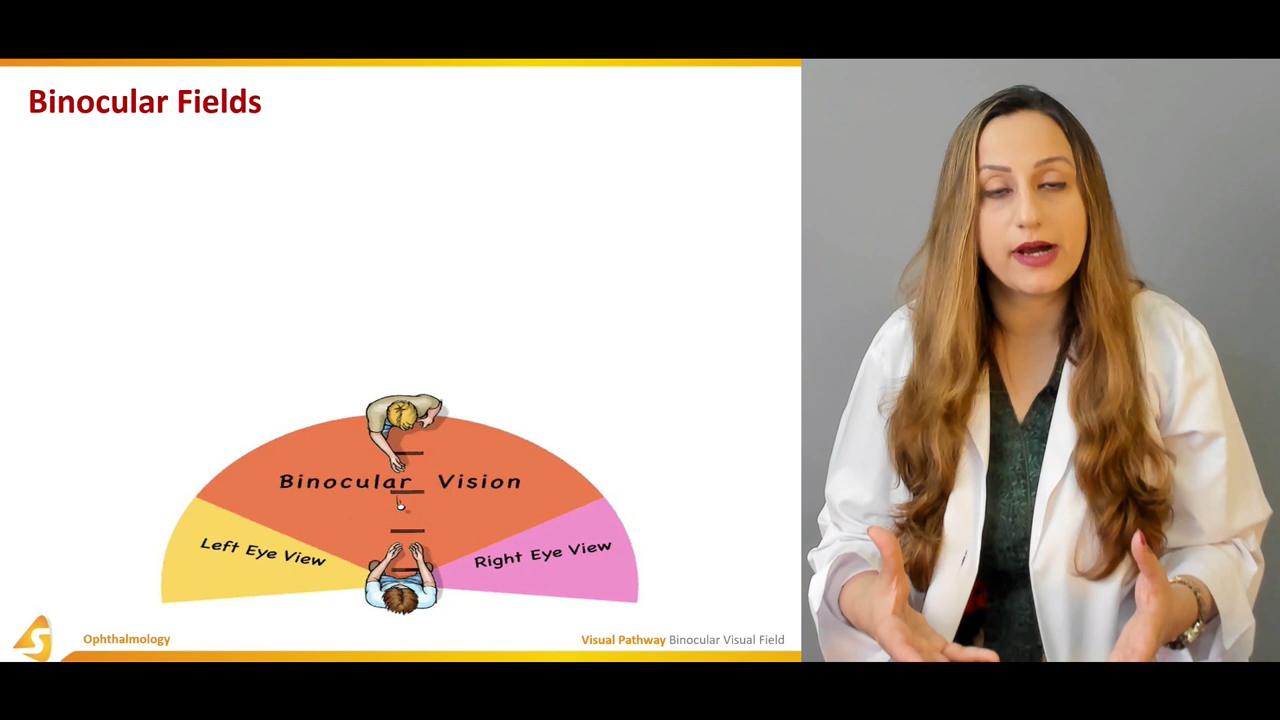 Binocular Fields
Binocular Vision
Left Eye View
Right Eye View
Ophthalmology
Visual Pathway Binocular Visual Field